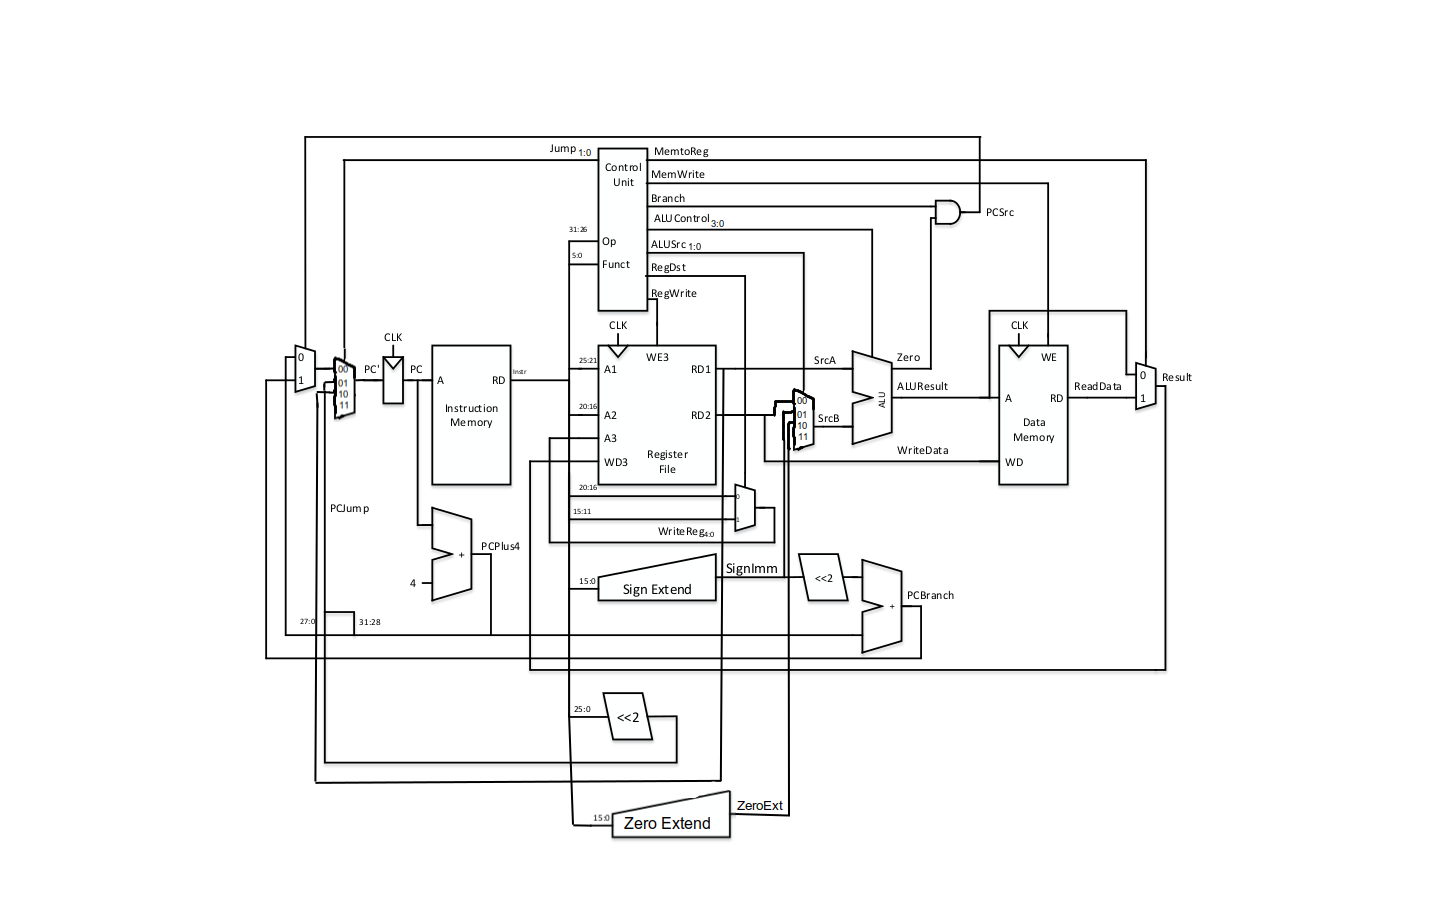 Jump 1:0
Control
Unit
MemtoReg
MemWrite
Branch
ALUControl 3:0
ALUSrc 1:0
RegDst
RegWrite
31:26
Op
5:0
Funct
PCSrc
CLK
CLK
CLK
0
1
00
01
10
11
PC'
PC
A
RD
Instruction
Memory
Instr
25:21
A1
20:16
A2
A3
WD3
WE3
RD1
RD2
Register
File
SrcA
00
01
10
11
SrcB
ALU
Zero
ALUResult
WriteData
WE
A
RD
Data
Memory
WD
ReadData
0
1
Result
20:16
0
15:11
1
WriteReg4:0
PCJump
PCPlus4
+
4
15:0
Sign Extend
SignImm
<<2
+
PCBranch
27:0
31:28
25:0
<<2
15:0
Zero Extend
ZeroExt